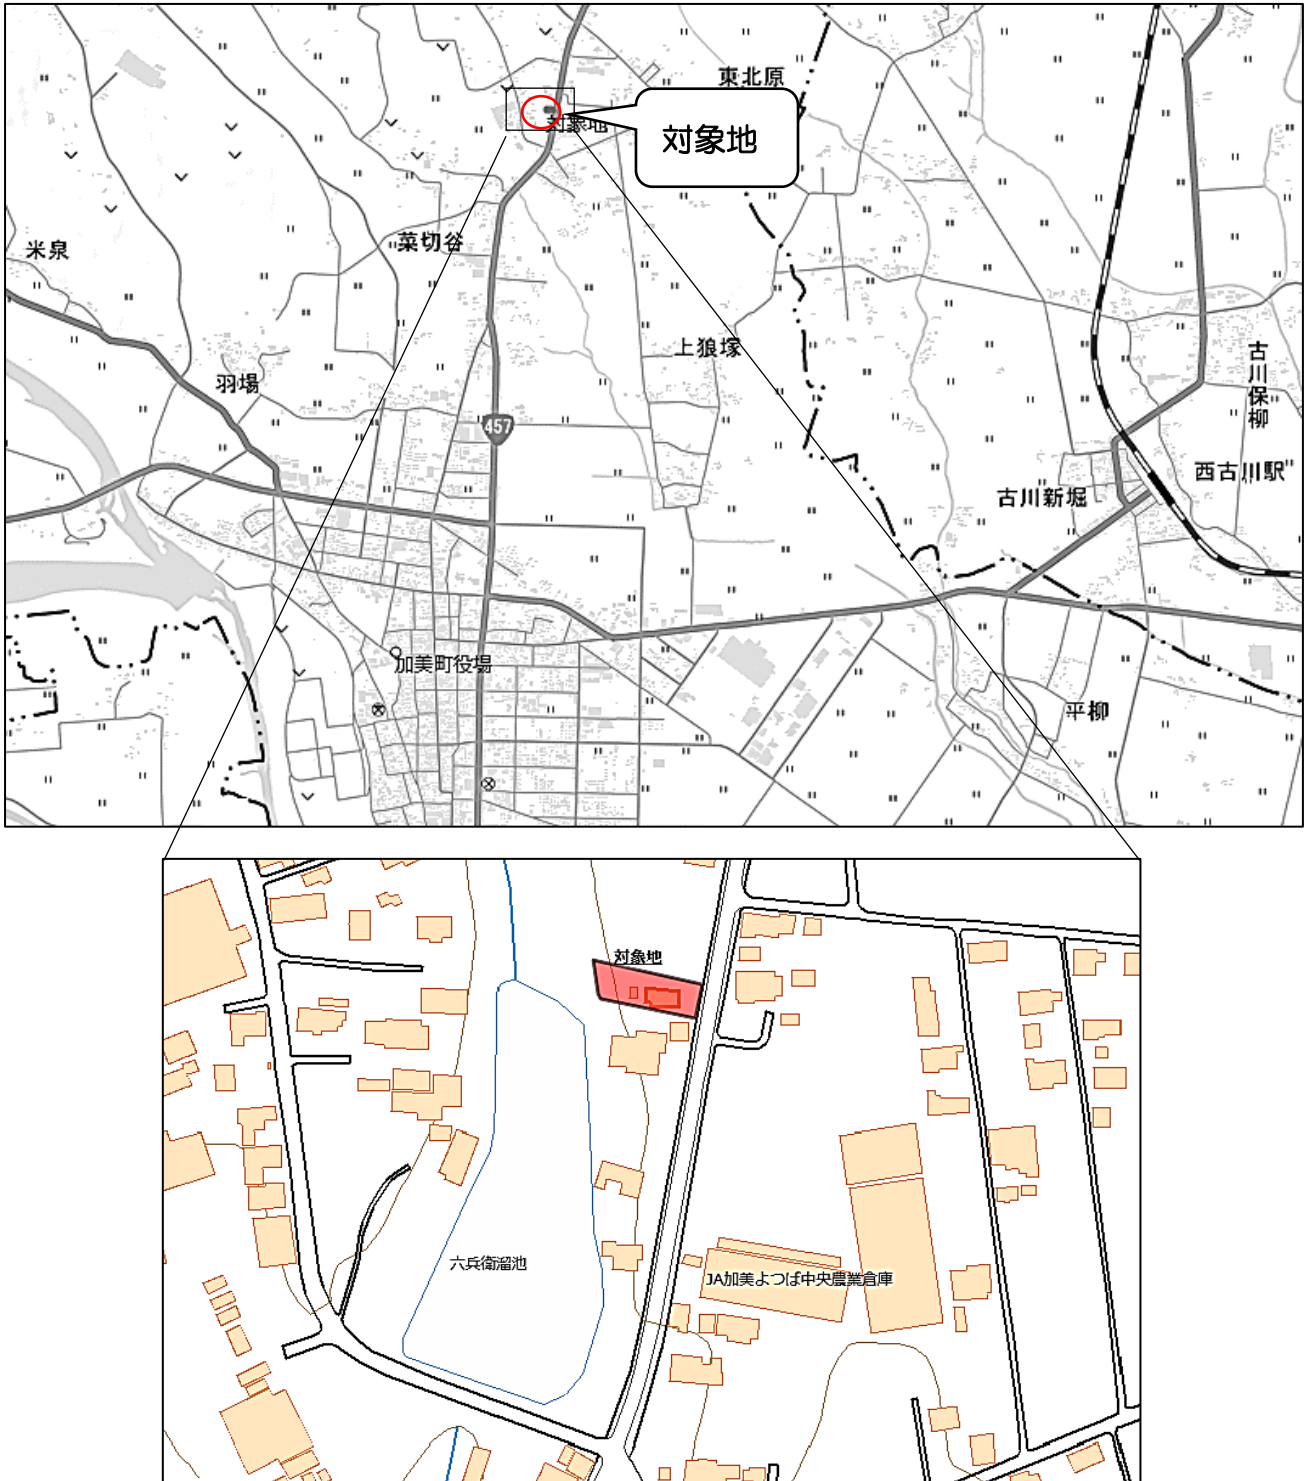 東北原
対象地
対象地
米泉
菜切谷
上狼塚
羽場
古川保柳
457
西古川駅
古川新堀
加美町役場
平柳
対象地
六兵衛溜池
JA加美よつば中央農業倉庫